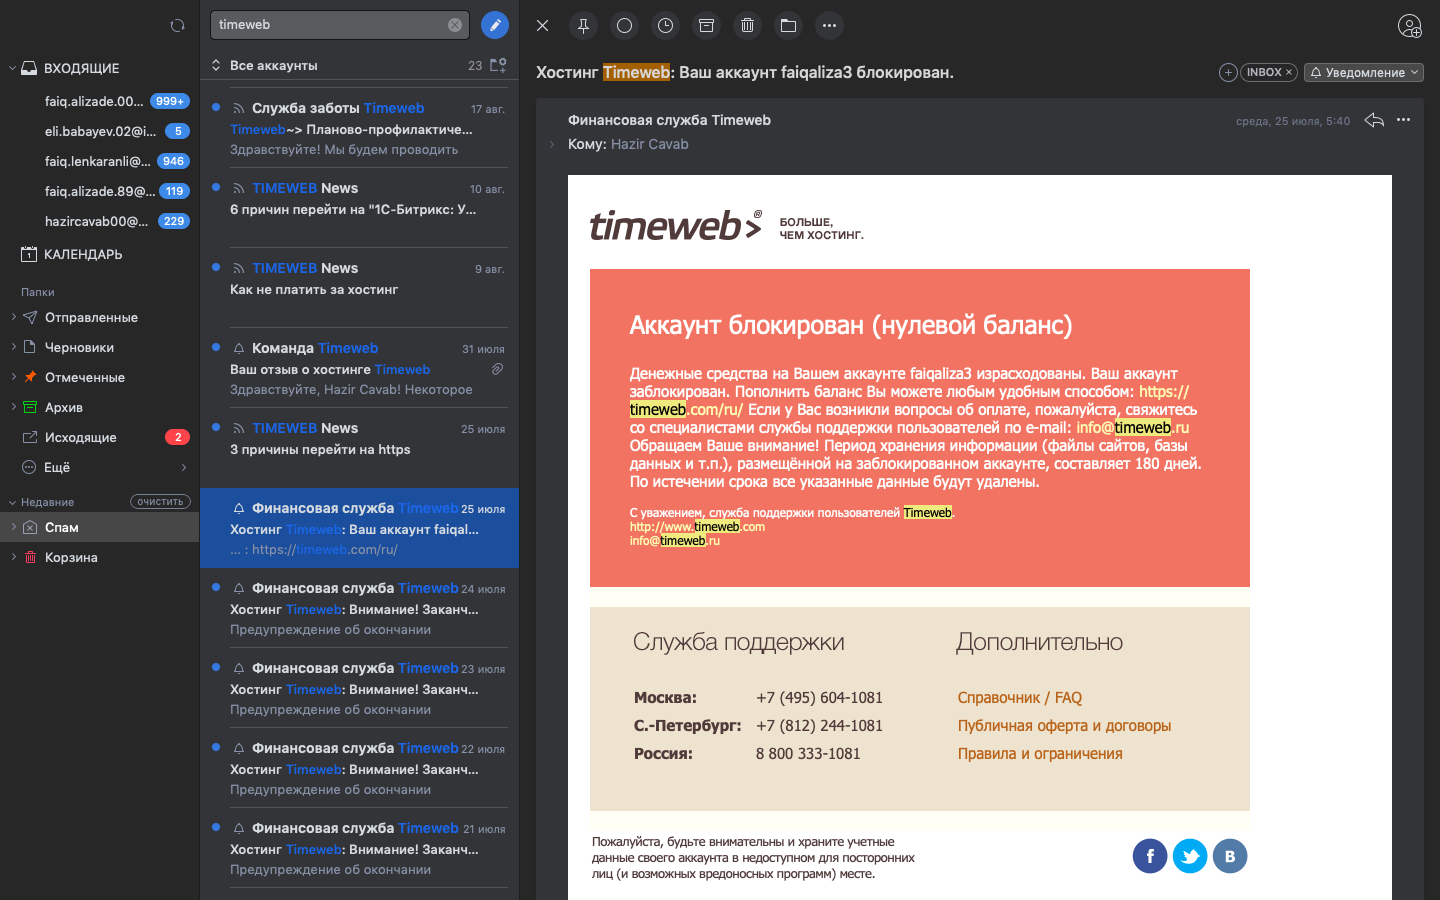 ВХОДЯЩИЕ
faiq.alizade.00... 999+
eli.babayev.02@i... 5
faiq.lenkaranli@... 946
faiq.alizade.89@... 119
hazircavab00@... 229
1 КАЛЕНДАРЬ
Папки
Отправленные
Черновики
Отмеченные
Архив
Исходящие 2
Ещё
Недавние ОЧИСТИТЬ
Спам
Корзина
timeweb
Все аккаунты 23
Служба заботы Timeweb 17 авг.
Timeweb~> Планово-профилактиче...
Здравствуйте! Мы будем проводить
TIMEWEB News 10 авг.
6 причин перейти на "1С-Битрикс: У...
TIMEWEB News 9 авг.
Как не платить за хостинг
Команда Timeweb 31 июля
Ваш отзыв о хостинге Timeweb
Здравствуйте, Hazir Cavab! Некоторое
TIMEWEB News 25 июля
3 причины перейти на https
Финансовая служба Timeweb 25 июля
Хостинг Timeweb: Ваш аккаунт faiqal...
... : https://timeweb.com/ru/
Финансовая служба Timeweb 24 июля
Хостинг Timeweb: Внимание! Заканч...
Предупреждение об окончании
Финансовая служба Timeweb 23 июля
Хостинг Timeweb: Внимание! Заканч...
Предупреждение об окончании
Финансовая служба Timeweb 22 июля
Хостинг Timeweb: Внимание! Заканч...
Предупреждение об окончании
Финансовая служба Timeweb 21 июля
Хостинг Timeweb: Внимание! Заканч...
Предупреждение об окончании
Хостинг Timeweb: Ваш аккаунт faiqaliza3 блокирован.
INBOX × Уведомление
Финансовая служба Timeweb среда, 25 июля, 5:40
Кому: Hazir Cavab
timeweb>® БОЛЬШЕ,
ЧЕМ ХОСТИНГ.
Аккаунт блокирован (нулевой баланс)
Денежные средства на Вашем аккаунте faiqaliza3 израсходованы. Ваш аккаунт
заблокирован. Пополнить баланс Вы можете любым удобным способом: https://
timeweb.com/ru/ Если у Вас возникли вопросы об оплате, пожалуйста, свяжитесь
со специалистами службы поддержки пользователей по e-mail: info@timeweb.ru
Обращаем Ваше внимание! Период хранения информации (файлы сайтов, базы
данных и т.п.), размещённой на заблокированном аккаунте, составляет 180 дней.
По истечении срока все указанные данные будут удалены.
С уважением, служба поддержки пользователей Timeweb.
http://www.timeweb.com
info@timeweb.ru
Служба поддержки
Москва: +7 (495) 604-1081
С.-Петербург: +7 (812) 244-1081
Россия: 8 800 333-1081
Дополнительно
Справочник / FAQ
Публичная оферта и договоры
Правила и ограничения
Пожалуйста, будьте внимательны и храните учетные
данные своего аккаунта в недоступном для посторонних
лиц (и возможных вредоносных программ) месте.
f
B